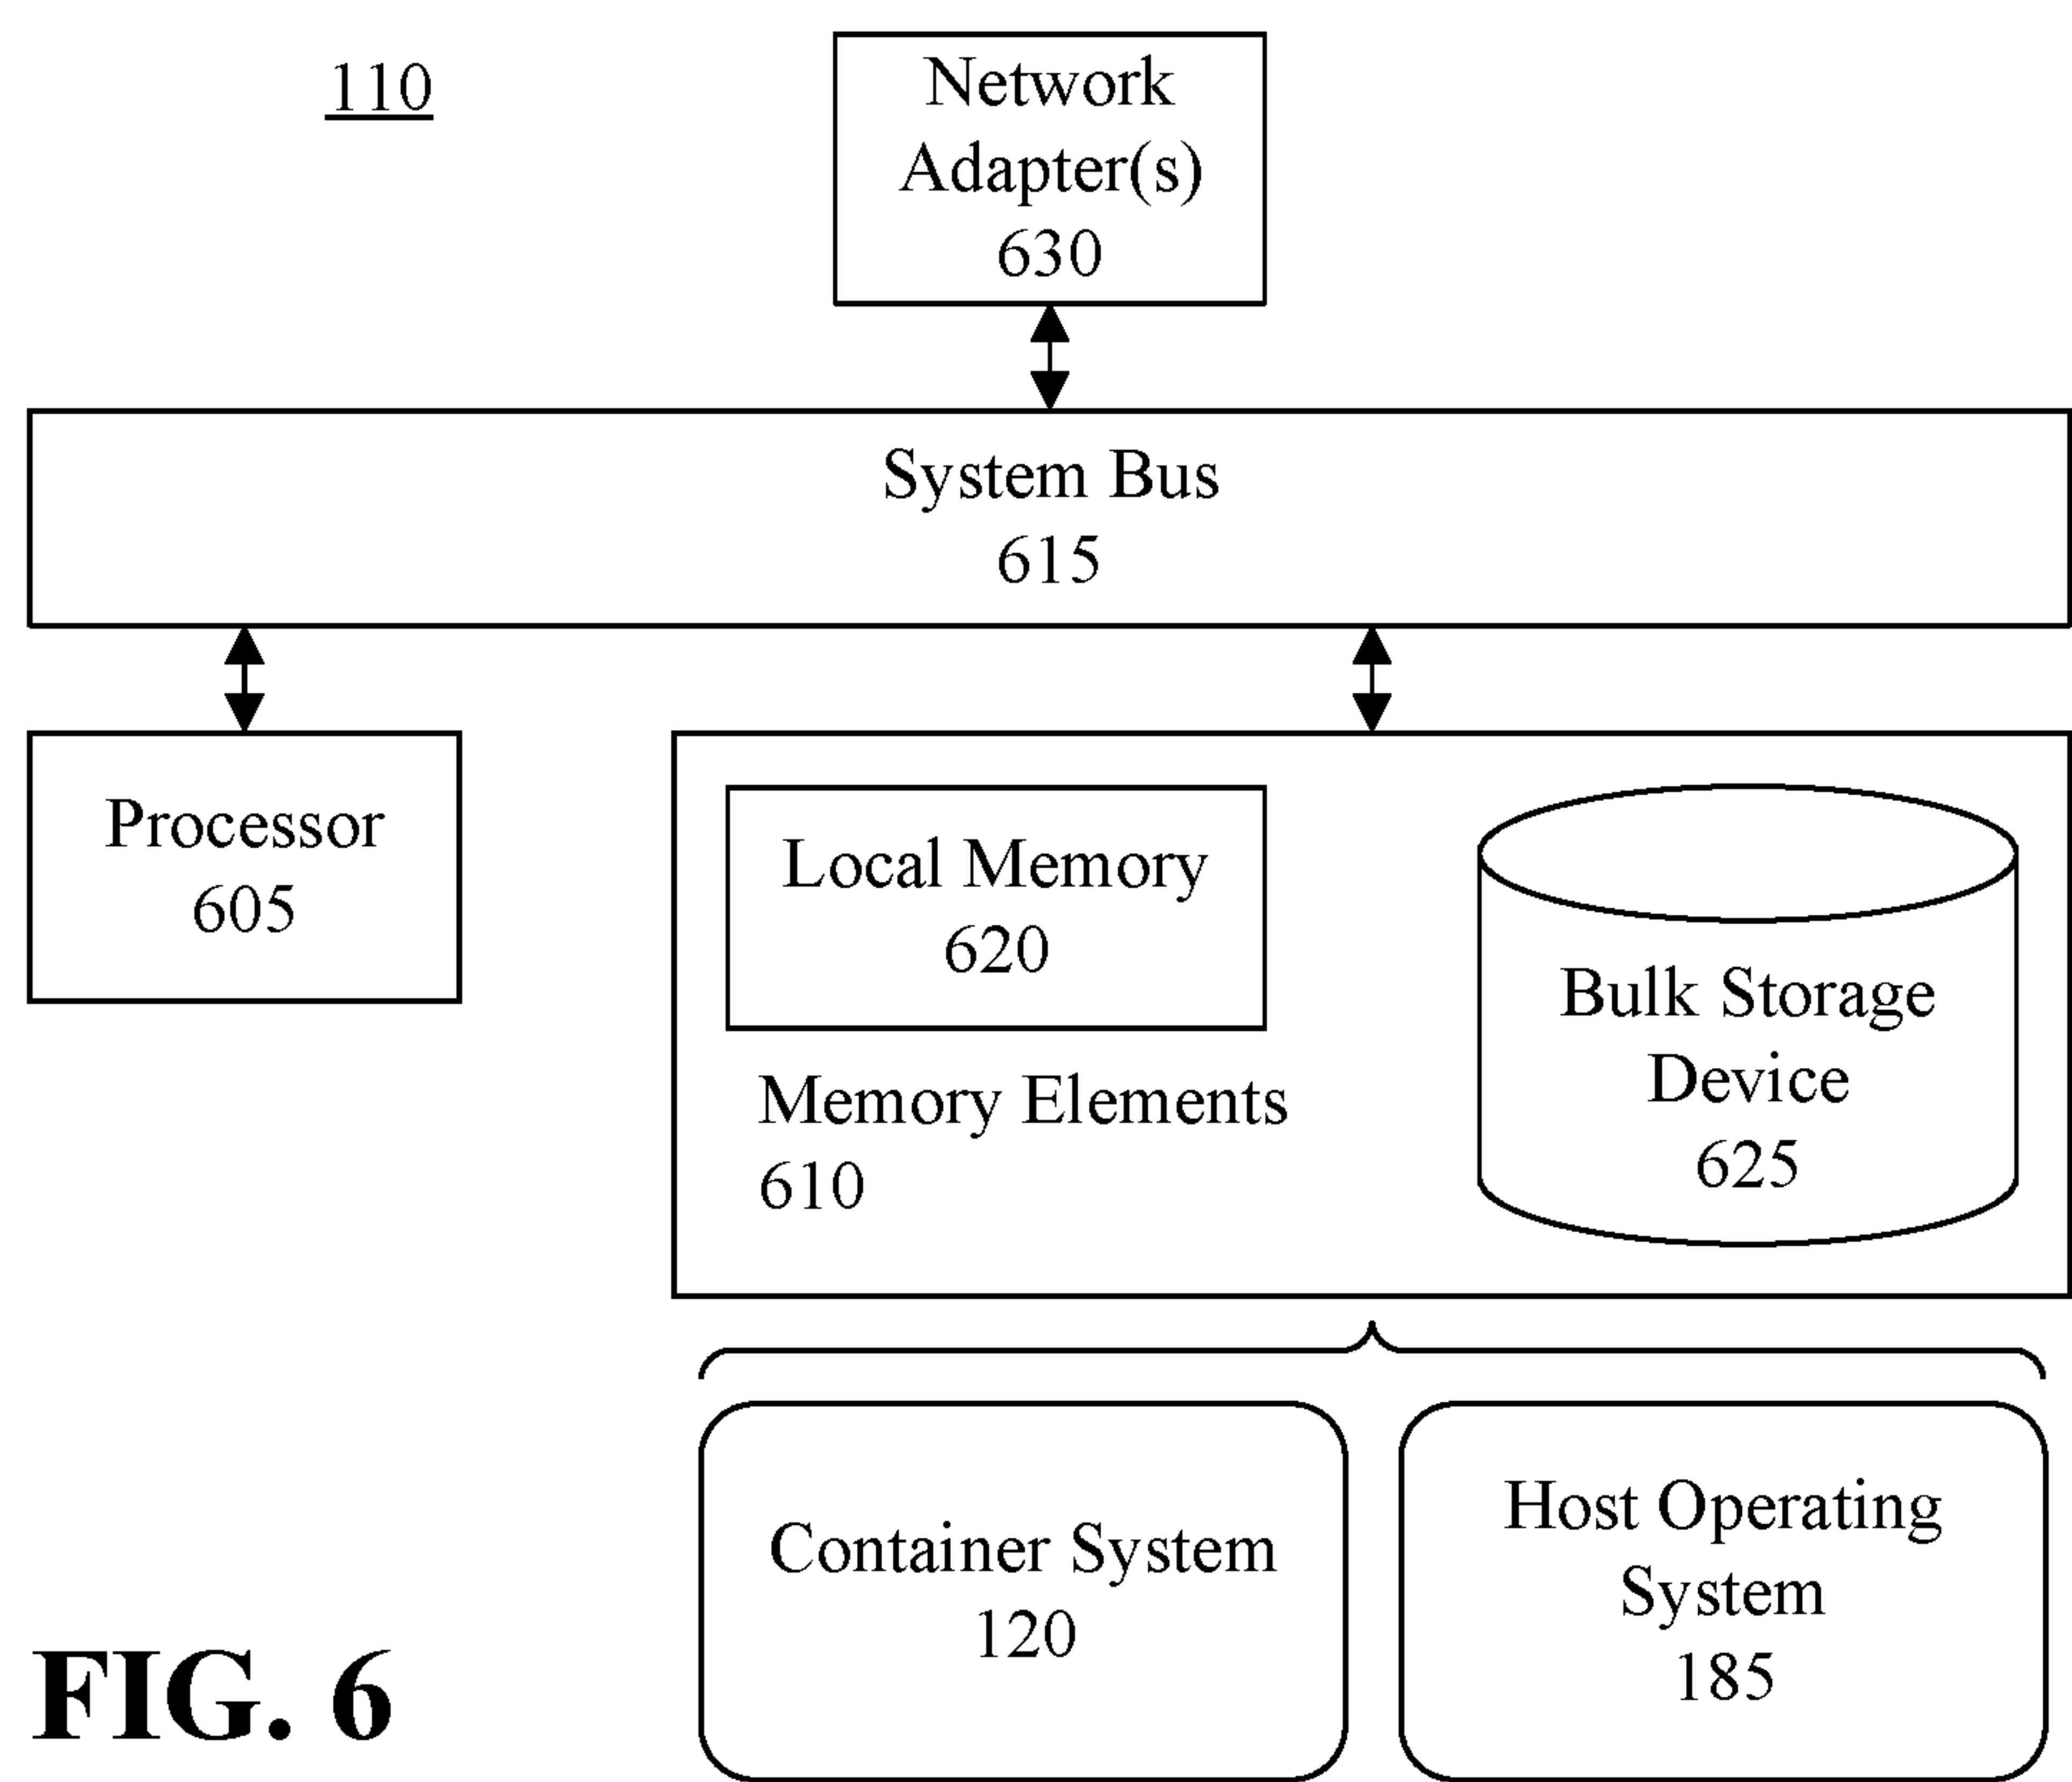 110
Network
Adapter(s)
630
System Bus
615
Processor
605
Local Memory
620
Memory Elements
610
Bulk Storage
Device
625
Container System
120
Host Operating
System
185
FIG. 6